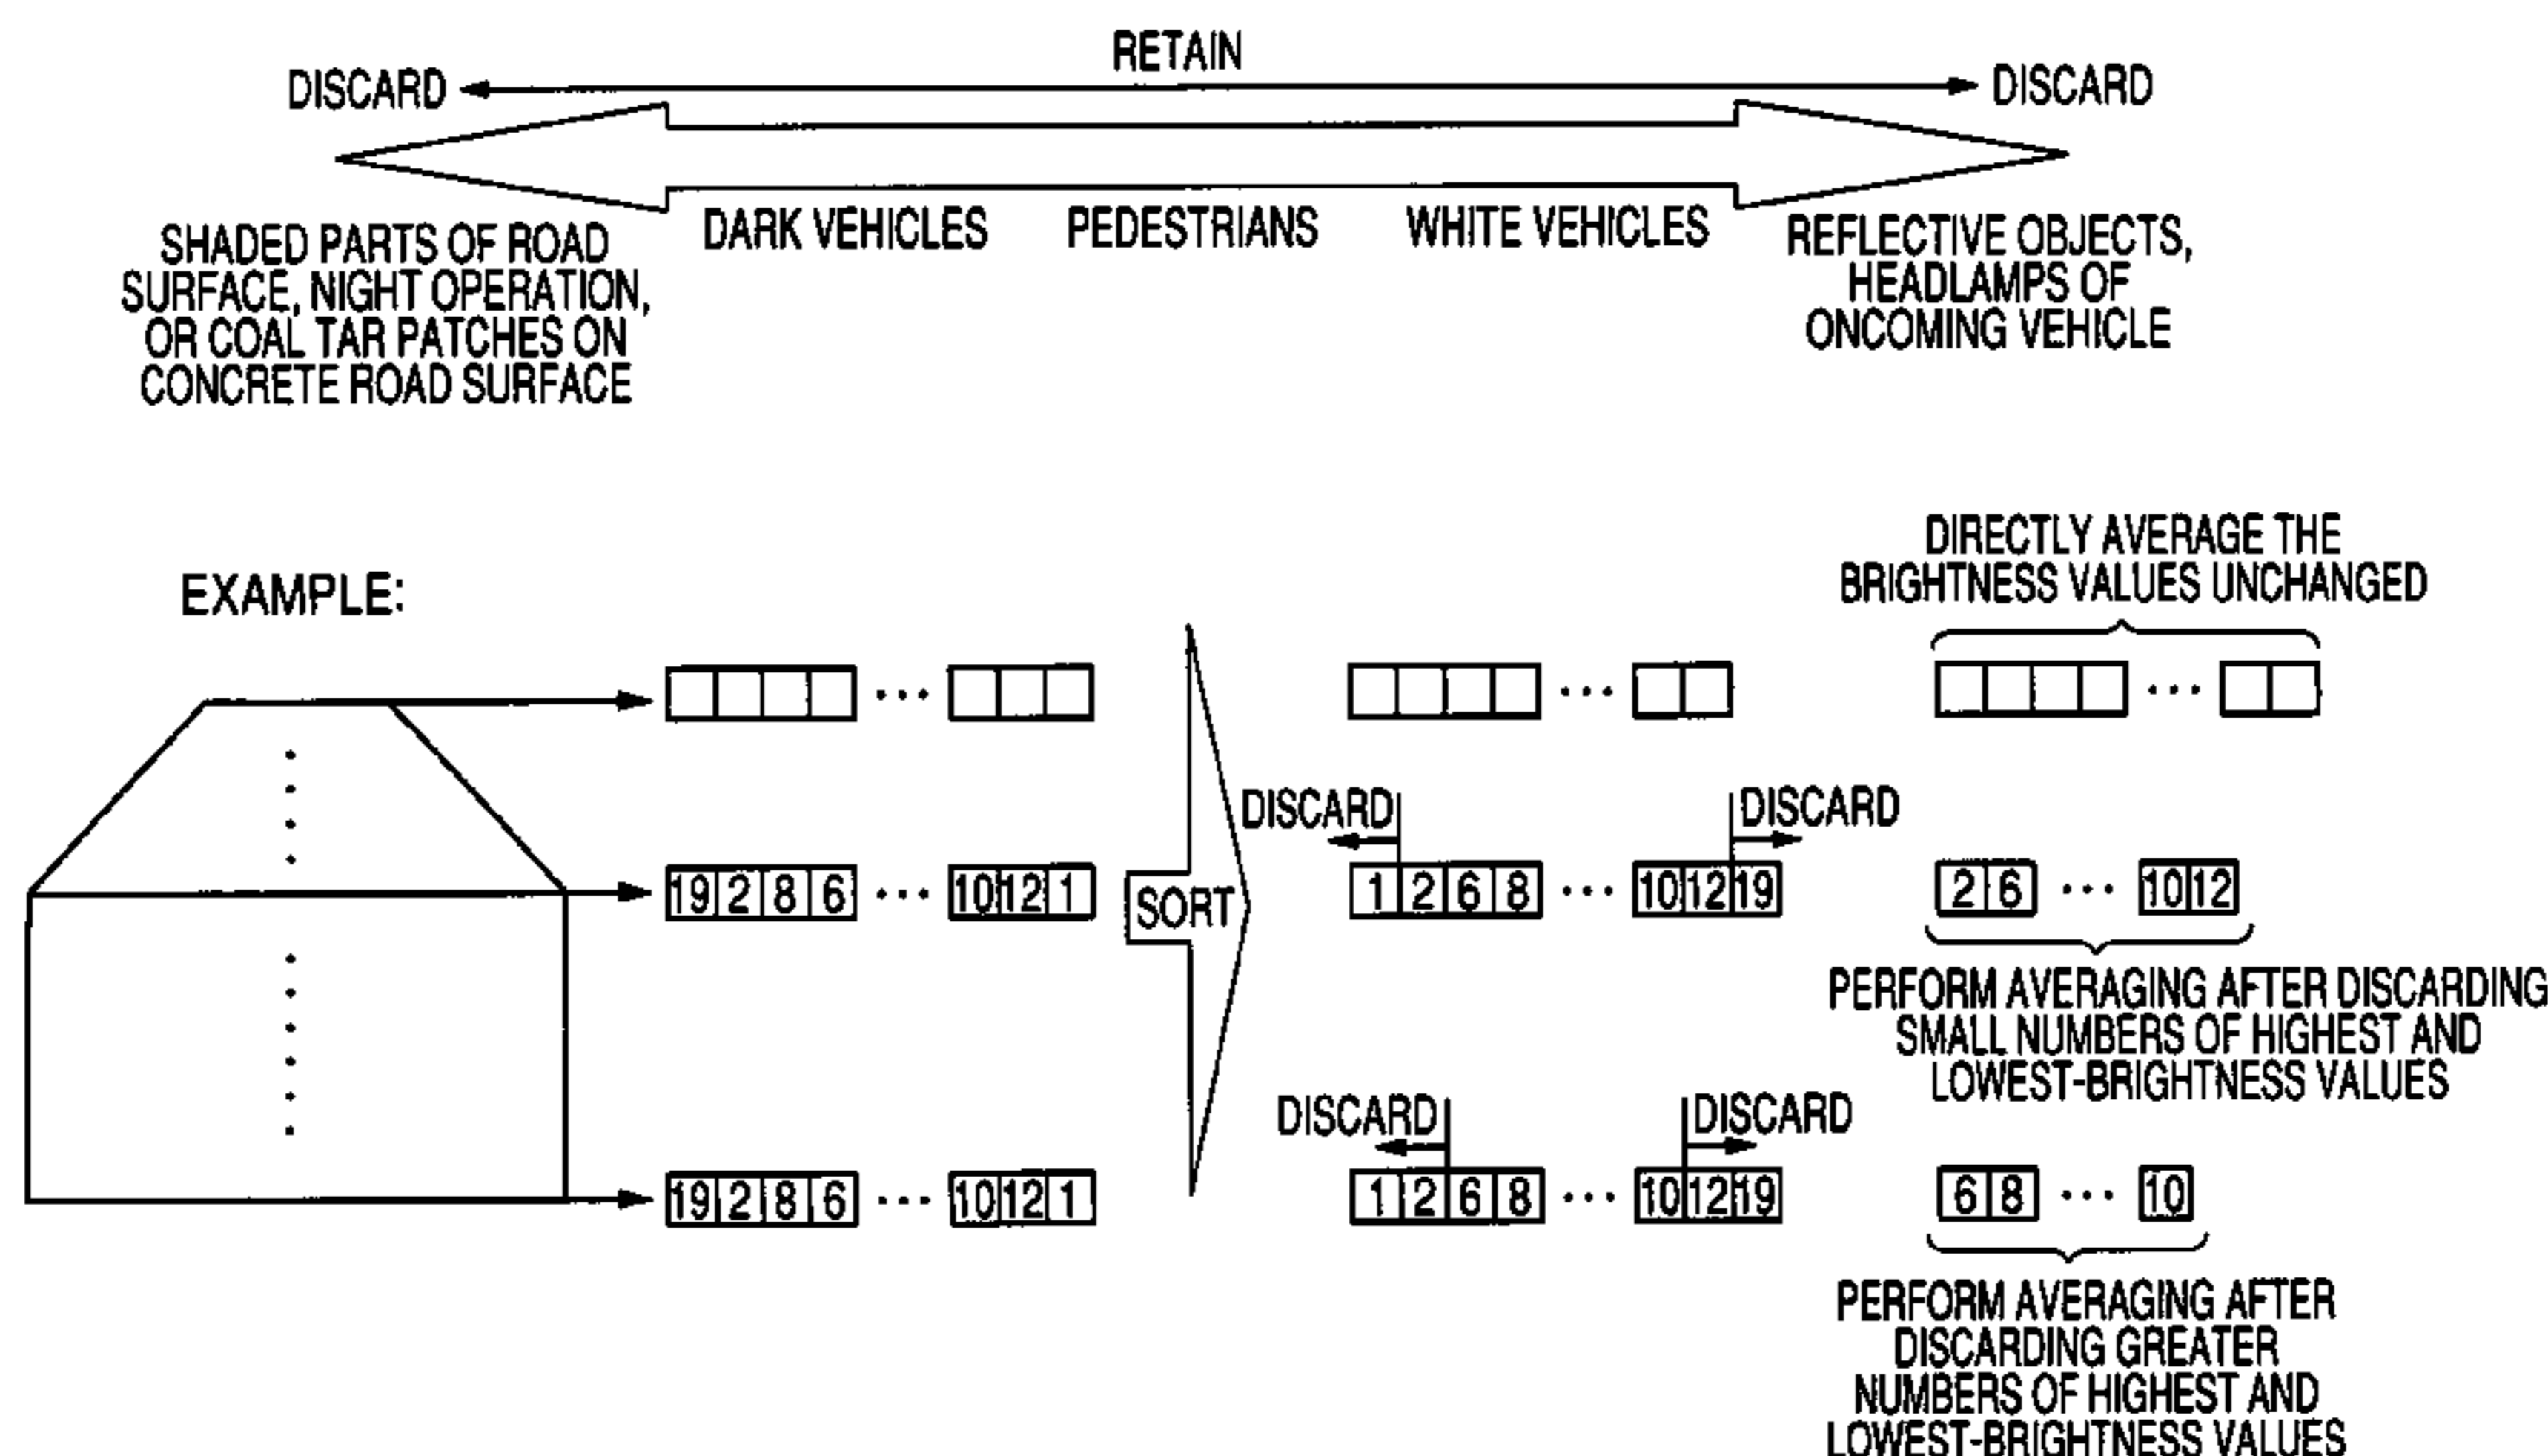 RETAIN
DISCARD
DISCARD
DARK VEHICLES
PEDESTRIANS
WHITE VEHICLES
SHADED PARTS OF ROAD
SURFACE, NIGHT OPERATION,
OR COAL TAR PATCHES ON
CONCRETE ROAD SURFACE
REFLECTIVE OBJECTS,
HEADLAMPS OF
ONCOMING VEHICLE
EXAMPLE:
DIRECTLY AVERAGE THE
BRIGHTNESS VALUES UNCHANGED
...
...
...
DISCARD
DISCARD
19 2 8 6 ... 10 12 1
SORT
1 2 6 8 ... 10 12 19
2 6 ... 10 12
PERFORM AVERAGING AFTER DISCARDING
SMALL NUMBERS OF HIGHEST AND
LOWEST-BRIGHTNESS VALUES
DISCARD
DISCARD
19 2 8 6 ... 10 12 1
1 2 6 8 ... 10 12 19
6 8 ... 10
PERFORM AVERAGING AFTER
DISCARDING GREATER
NUMBERS OF HIGHEST AND
LOWEST-BRIGHTNESS VALUES